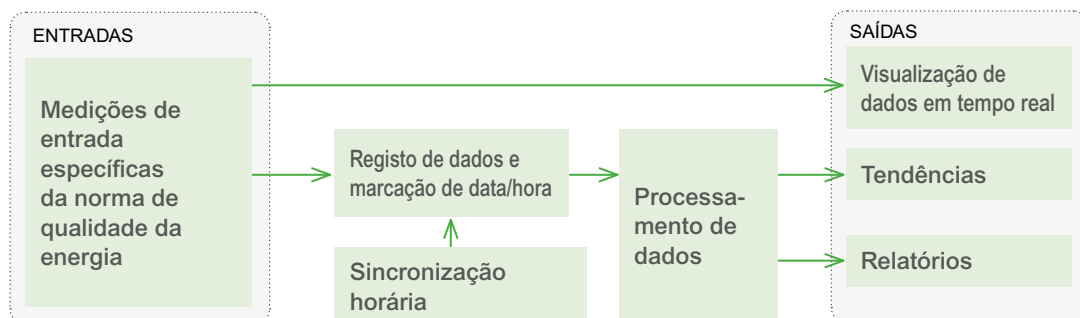 ENTRADAS
Medições de
entrada
específicas
da norma de
qualidade da
energia
Registo de dados e
marcação de data/hora
Sincronização
horária
Processa-
mento de
dados
SAÍDAS
Visualização de
dados em tempo real
Tendências
Relatórios